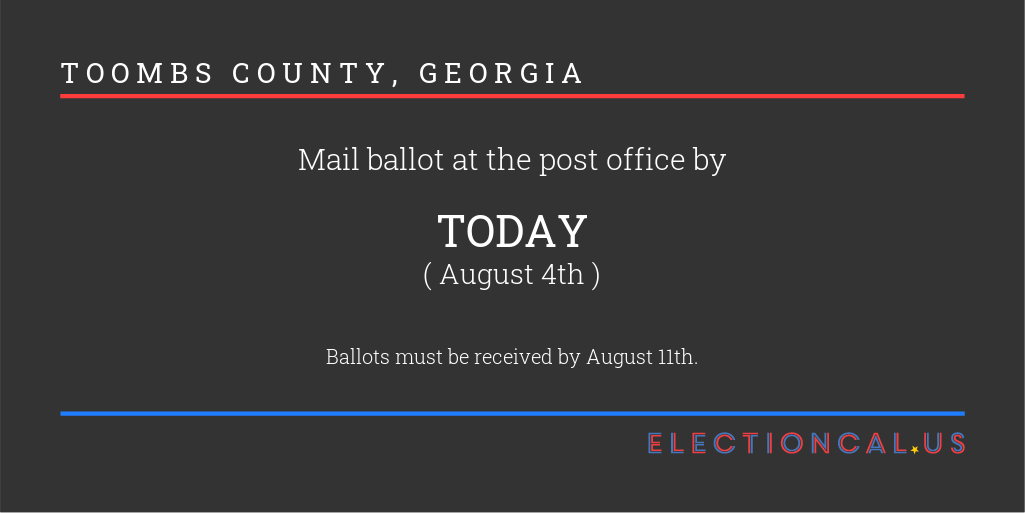 TOOMBS COUNTY, GEORGIA
Mail ballot at the post office by
TODAY
( August 4th )
Ballots must be received by August 11th.
ELECTIONCAL.US